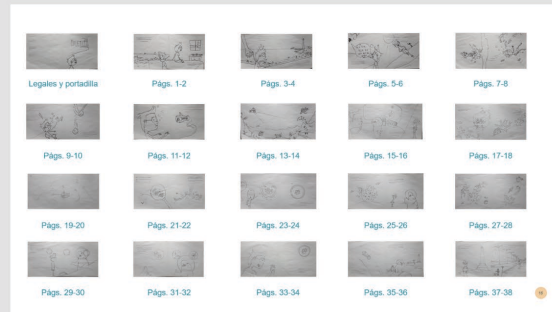 Legales y portadilla
Págs. 1-2
Págs. 3-4
Págs. 5-6
Págs. 7-8
Págs. 9-10
Págs. 11-12
Págs. 13-14
Págs. 15-16
Págs. 17-18
Págs. 19-20
Págs. 21-22
Págs. 23-24
Págs. 25-26
Págs. 27-28
Págs. 29-30
Págs. 31-32
Págs. 33-34
Págs. 35-36
Págs. 37-38